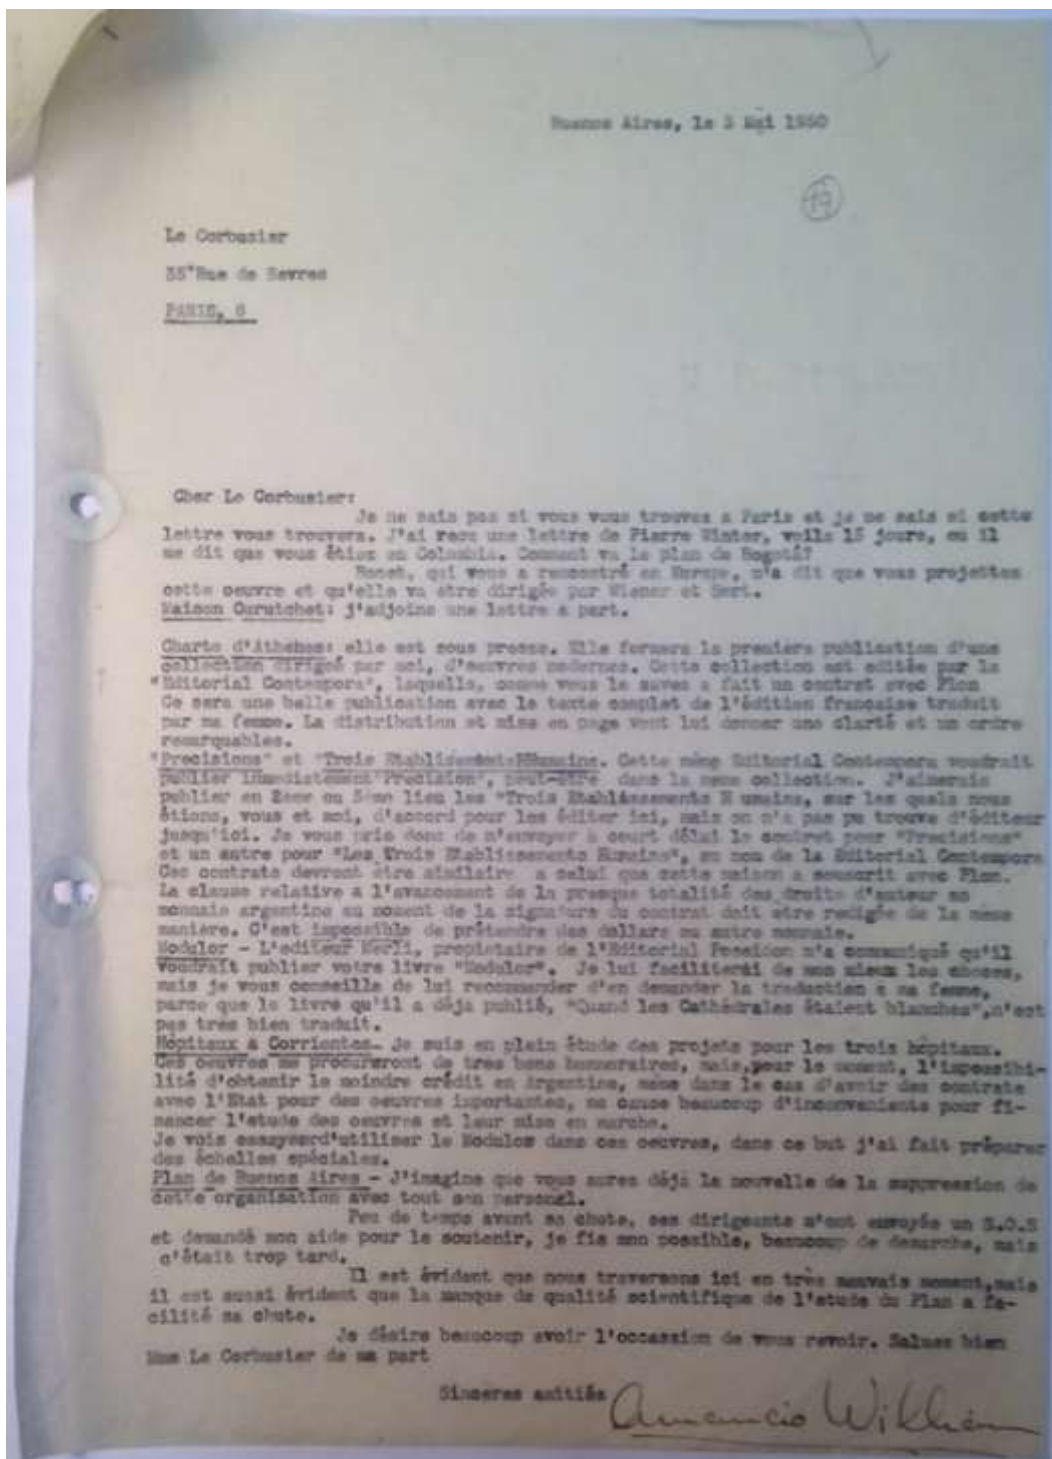 Buenos Aires, le 3 Mai 1950
19
Le Corbusier
35 Rue de Sevres
PARIS, 6
Cher Le Corbusier:
Je ne sais pas si vous vous trouves a Paris et je ne sais si cette
lettre vous trouvera. J'ai recu une lettre de Pierre Winter, voila 15 jours, ou il
me dit que vous étiez en Colombia. Comment va le plan de Bogotá?
qui vous a rencontré en Europe, m'a dit que vous projettez
cette oeuvre et qu'elle va etre dirigée par Wiener et Sert.
Maison Curutchet: j'adjoins une lettre a part.
Charte d'Athènes: elle est sous presse. Elle formera la premiere publication d'une
collection dirigé par moi, d'oeuvres modernes. Cette collection est editée par la
"Editorial Contempora", laquelle, comme vous le savez a fait un contrat avec Plon
Ce sera une belle publication avec le texte complet de l'édition française traduit
par ma femme. La distribution et mise en page vont lui donner une clarté et un ordre
remarquables.
"Precisions" et "Trois Etablissements Humains. Cette même Editorial Contempora voudrait
publier immediatement "Precision", peut-être dans la meme collection. J'aimerais
publier en 2eme ou 3eme lieu les "Trois Etablissements H umains, sur les quels nous
étions, vous et moi, d'accord pour les éditer ici, mais on n'a pas pu trouve d'éditeur
jusqu'ici. Je vous prie donc de m'envoyer à court délai le contrat pour "Precisions"
et un autre pour "Les Trois Etablissements Humains", au nom de la Editorial Contempora
Ces contrats devront être similaire a celui que cette maison a souscrit avec Plon.
La clause relative a l'avancement de la presque totalité des droits d'auteur en
monnaie argentine au moment de la signature du contrat doit etre redigée de la meme
manière. C'est impossible de prétendre des dollars ou autre monnaie.
Modulor - L'editeur Merli, propietaire de l'Editorial Poseidon m'a communiqué qu'il
voudrait publier votre livre "Modulor". Je lui faciliterai de mon mieux les choses,
mais je vous conseille de lui recommander d'en demander la traduction a ma femme,
parce que le livre qu'il a déja publié, "Quand les Cathédrales étaient blanches", n'est
pas tres bien traduit.
Hôpitaux a Corrientes- Je suis en plein étude des projets pour les trois hôpitaux.
Ces oeuvres me procureront de tres bons honnoraires, mais, pour le moment, l'impossibi-
lité d'obtenir le moindre crédit en Argentine, meme dans le cas d'avoir des contrats
avec l'Etat pour des oeuvres importantes, me cause beaucoup d'inconvenients pour fi-
nancer l'etude des oeuvres et leur mise en marche.
Je vois d'utiliser le Modulos dans ces oeuvres, dans ce but j'ai fait préparer
des échelles spéciales.
Plan de Buenos Aires - J'imagine que vous aures déjà la nouvelle de la suppression de
cette organisation avec tout son personal.
Peu de temps avant sa chute, ses dirigeants m'ont envoyée un S.O.S
et demandé mon aide pour le soutenir, je fis mon possible, beaucoup de demarche, mais
c'était trop tard.
Il est évident que nous traversons ici en très mauvais moment, mais
il est aussi évident que la manque de qualité scientifique de l'etude du Plan a fa-
cilité sa chute.
Je désire beaucoup avoir l'occassion de vous revoir. Saluez bien
Mme Le Corbusier de ma part
Sinceres amitiés
Amancio Williams